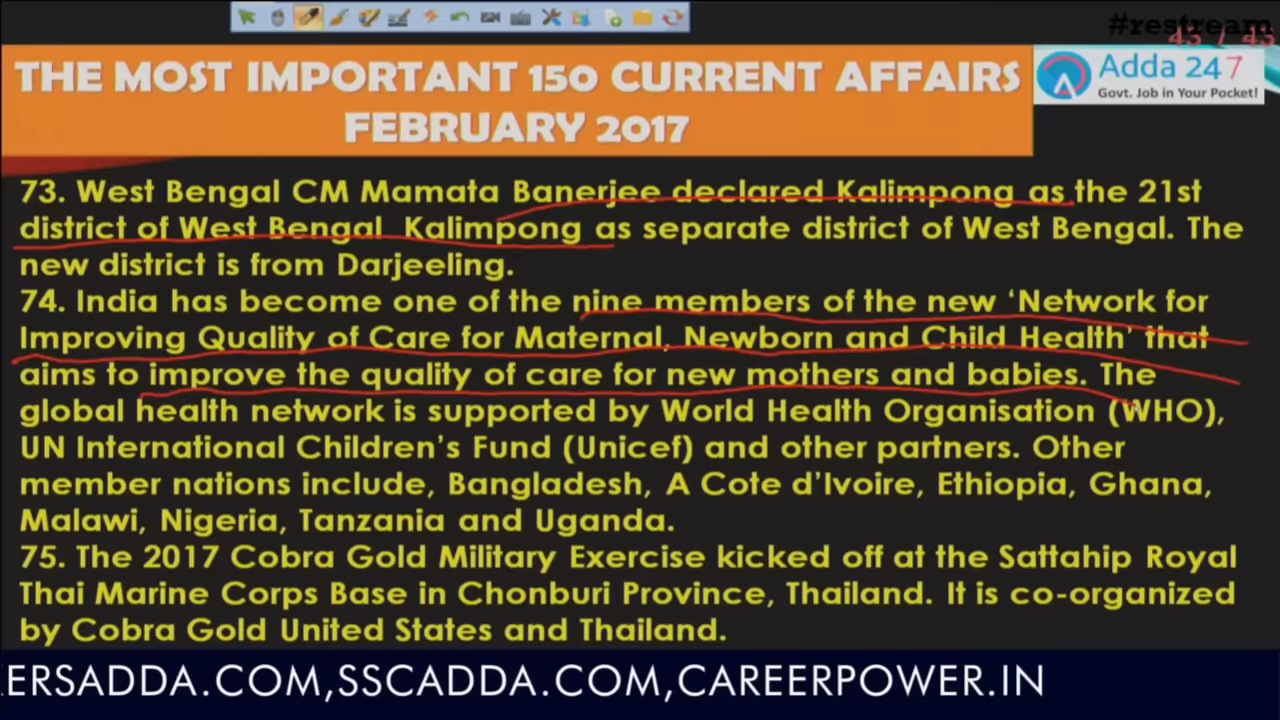 #restream
43 / 43
THE MOST IMPORTANT 150 CURRENT AFFAIRS
FEBRUARY 2017
Adda 247
Govt. Job in Your Pocket!
73. West Bengal CM Mamata Banerjee declared Kalimpong as the 21st
district of West Bengal Kalimpong as separate district of West Bengal. The
new district is from Darjeeling.
74. India has become one of the nine members of the new ‘Network for
Improving Quality of Care for Maternal, Newborn and Child Health’ that
aims to improve the quality of care for new mothers and babies. The
global health network is supported by World Health Organisation (WHO),
UN International Children’s Fund (Unicef) and other partners. Other
member nations include, Bangladesh, A Cote d’Ivoire, Ethiopia, Ghana,
Malawi, Nigeria, Tanzania and Uganda.
75. The 2017 Cobra Gold Military Exercise kicked off at the Sattahip Royal
Thai Marine Corps Base in Chonburi Province, Thailand. It is co-organized
by Cobra Gold United States and Thailand.
ERSADDA.COM,SSCADDA.COM,CAREERPOWER.IN